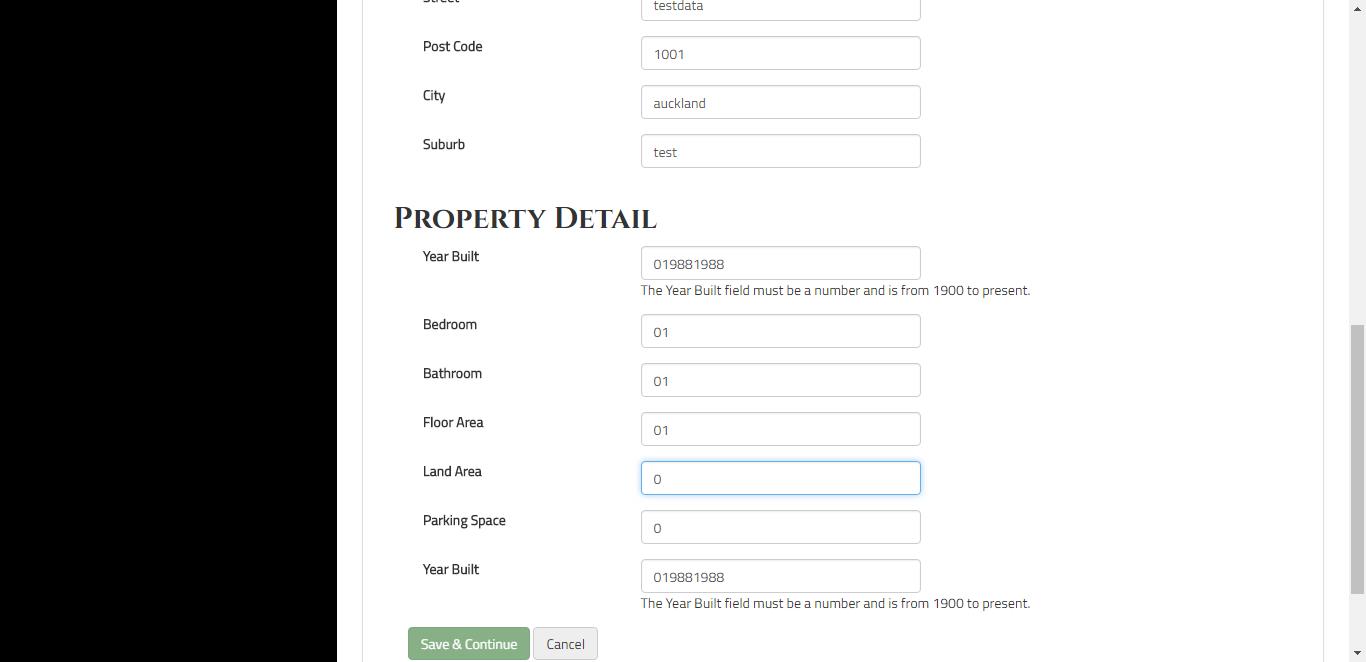 testdata
Post Code
1001
City
auckland
Suburb
test
Property Detail
Year Built
019881988
The Year Built field must be a number and is from 1900 to present.
Bedroom
01
Bathroom
01
Floor Area
01
Land Area
0
Parking Space
0
Year Built
019881988
The Year Built field must be a number and is from 1900 to present.
Save & Continue
Cancel